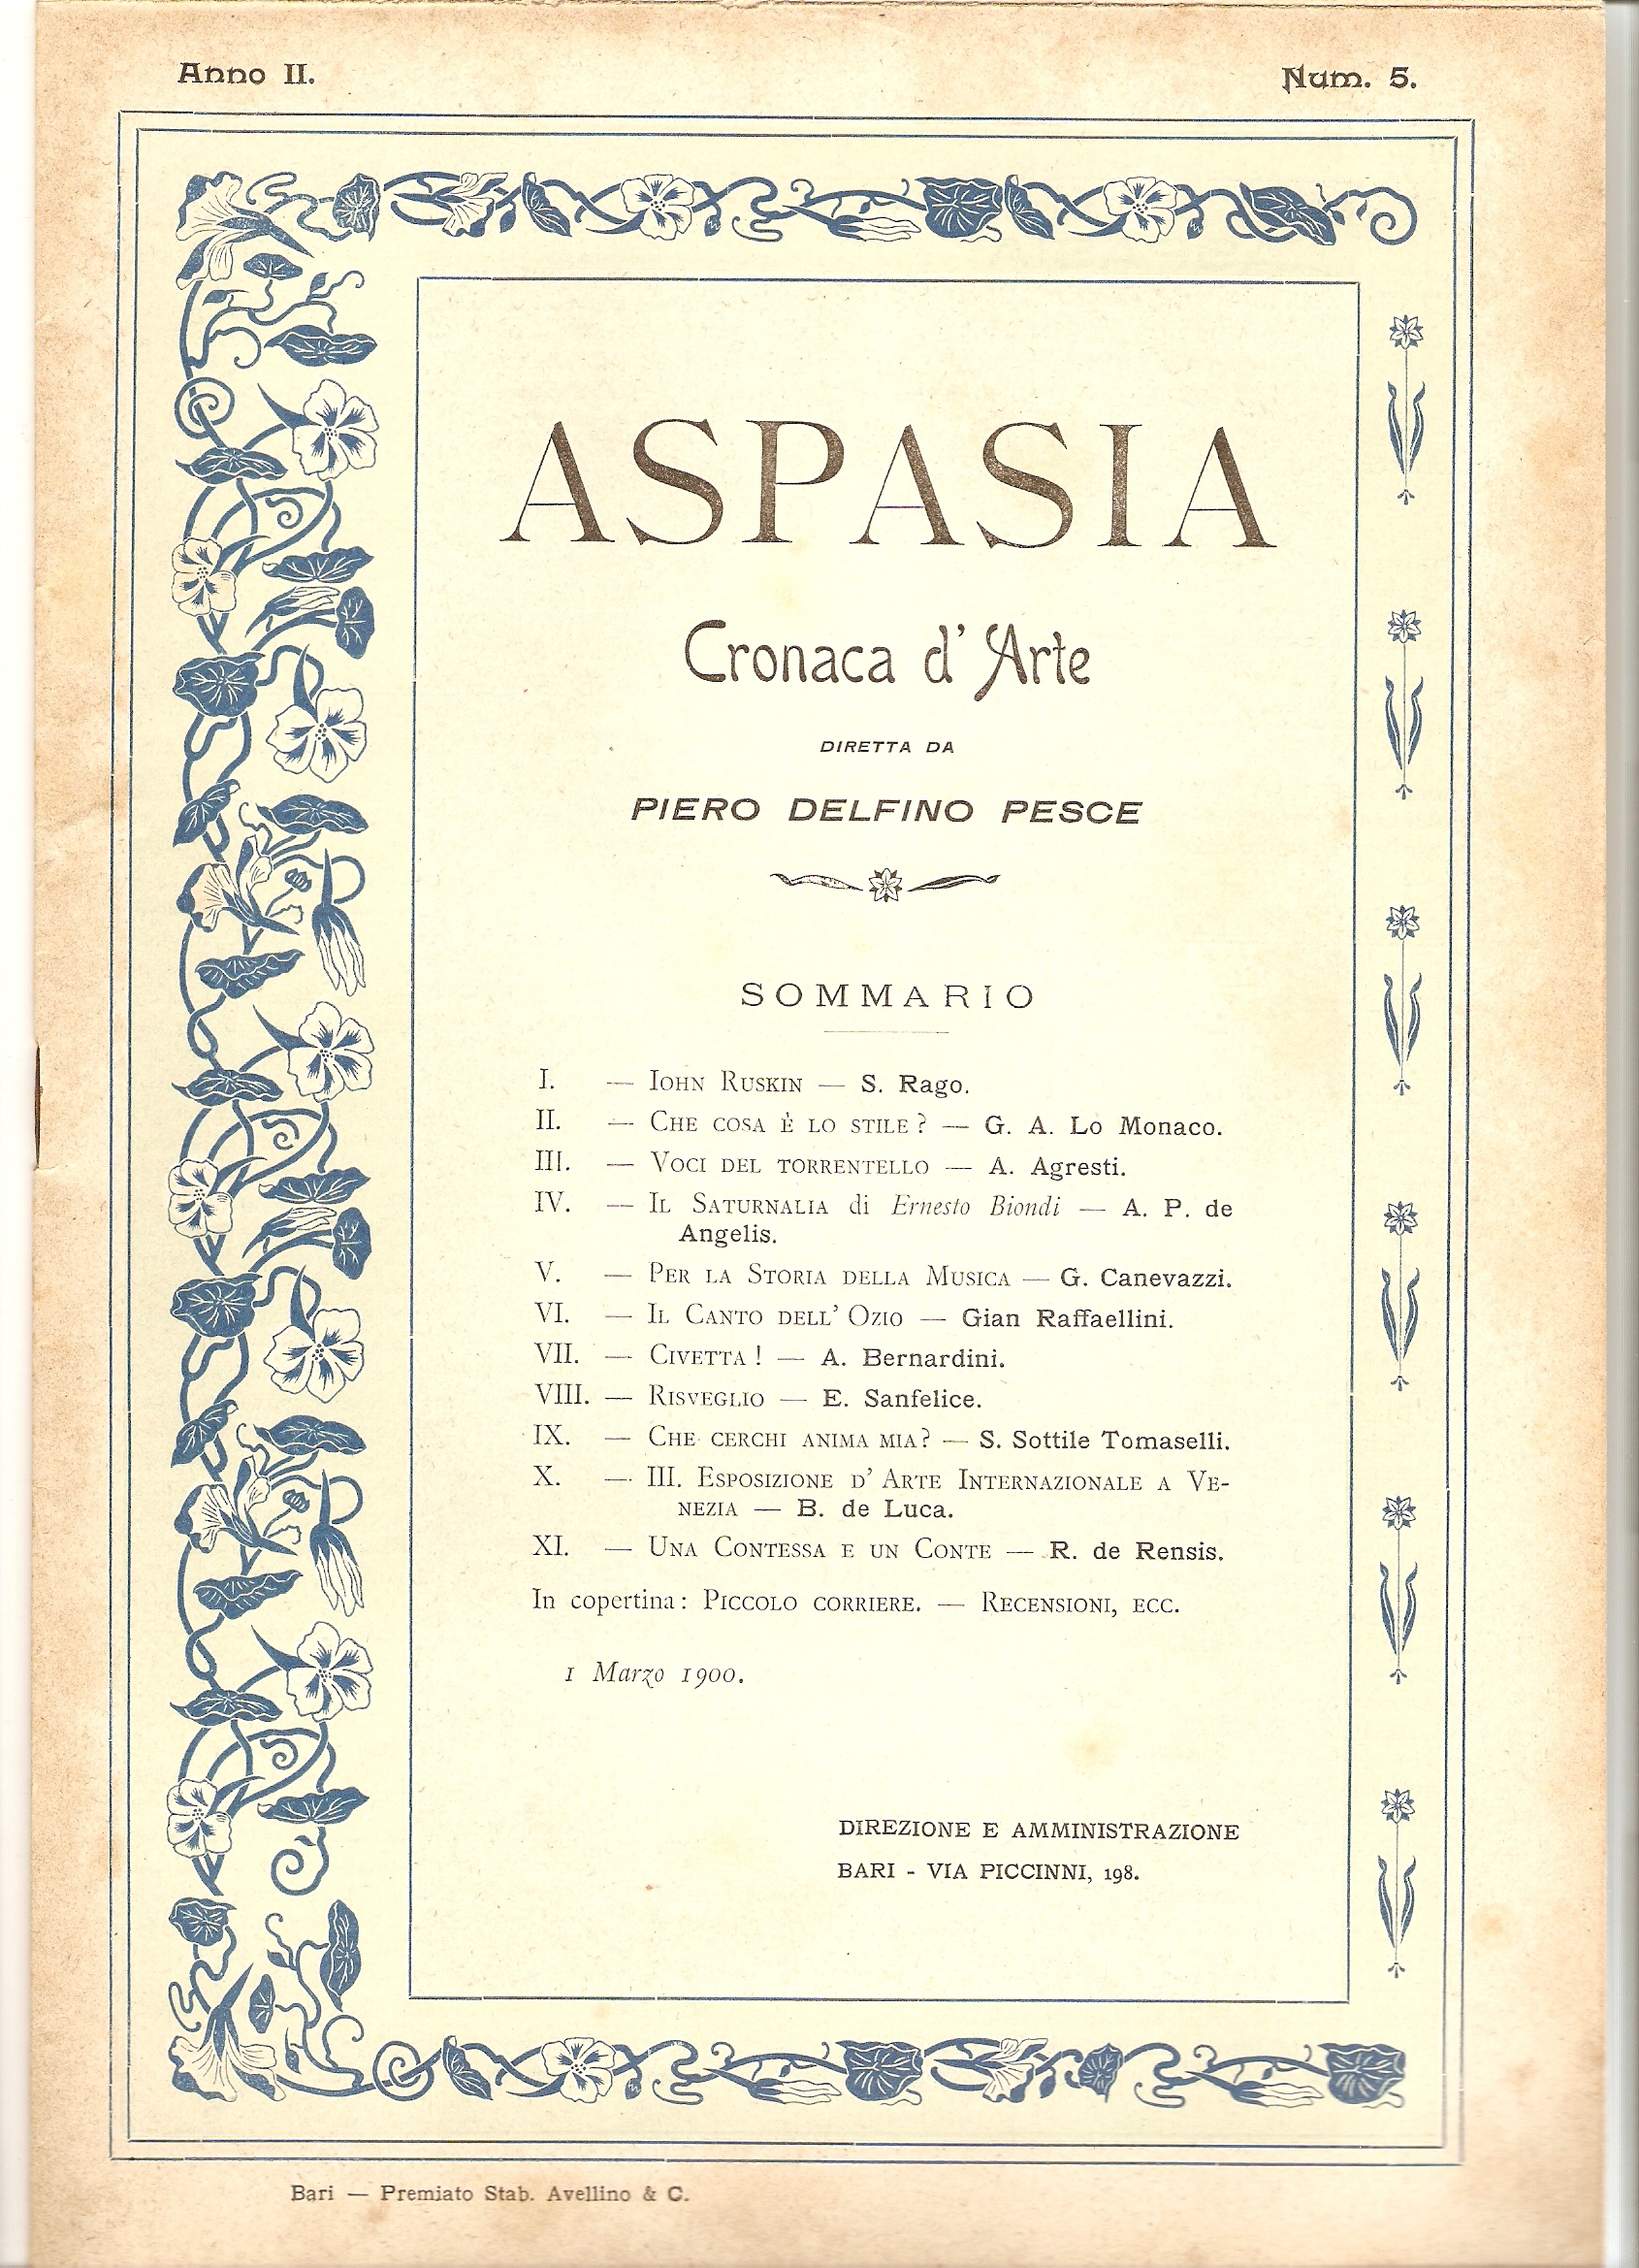 Anno II.
Num. 5.
ASPASIA
Cronaca d' Arte
DIRETTA DA
PIERO DELFINO PESCE
SOMMARIO
I. — IOHN RUSKIN — S. Rago.
II. — CHE COSA È LO STILE? — G. A. Lo Monaco.
III. — VOCI DEL TORRENTELLO — A. Agresti.
IV. — IL SATURNALIA di Ernesto Biondi — A. P. de
Angelis.
V. — PER LA STORIA DELLA MUSICA — G. Canevazzi.
VI. — IL CANTO DELL' OZIO — Gian Raffaellini.
VII. — CIVETTA! — A. Bernardini.
VIII. — RISVEGLIO — E. Sanfelice.
IX. — CHE CERCHI ANIMA MIA? — S. Sottile Tomaselli.
X. — III. ESPOSIZIONE D' ARTE INTERNAZIONALE A VE-
NEZIA — B. de Luca.
XI. — UNA CONTESSA E UN CONTE — R. de Rensis.
In copertina: PICCOLO CORRIERE. — RECENSIONI, ECC.
1 Marzo 1900.
DIREZIONE E AMMINISTRAZIONE
BARI - VIA PICCINNI, 198.
Bari — Premiato Stab. Avellino & C.